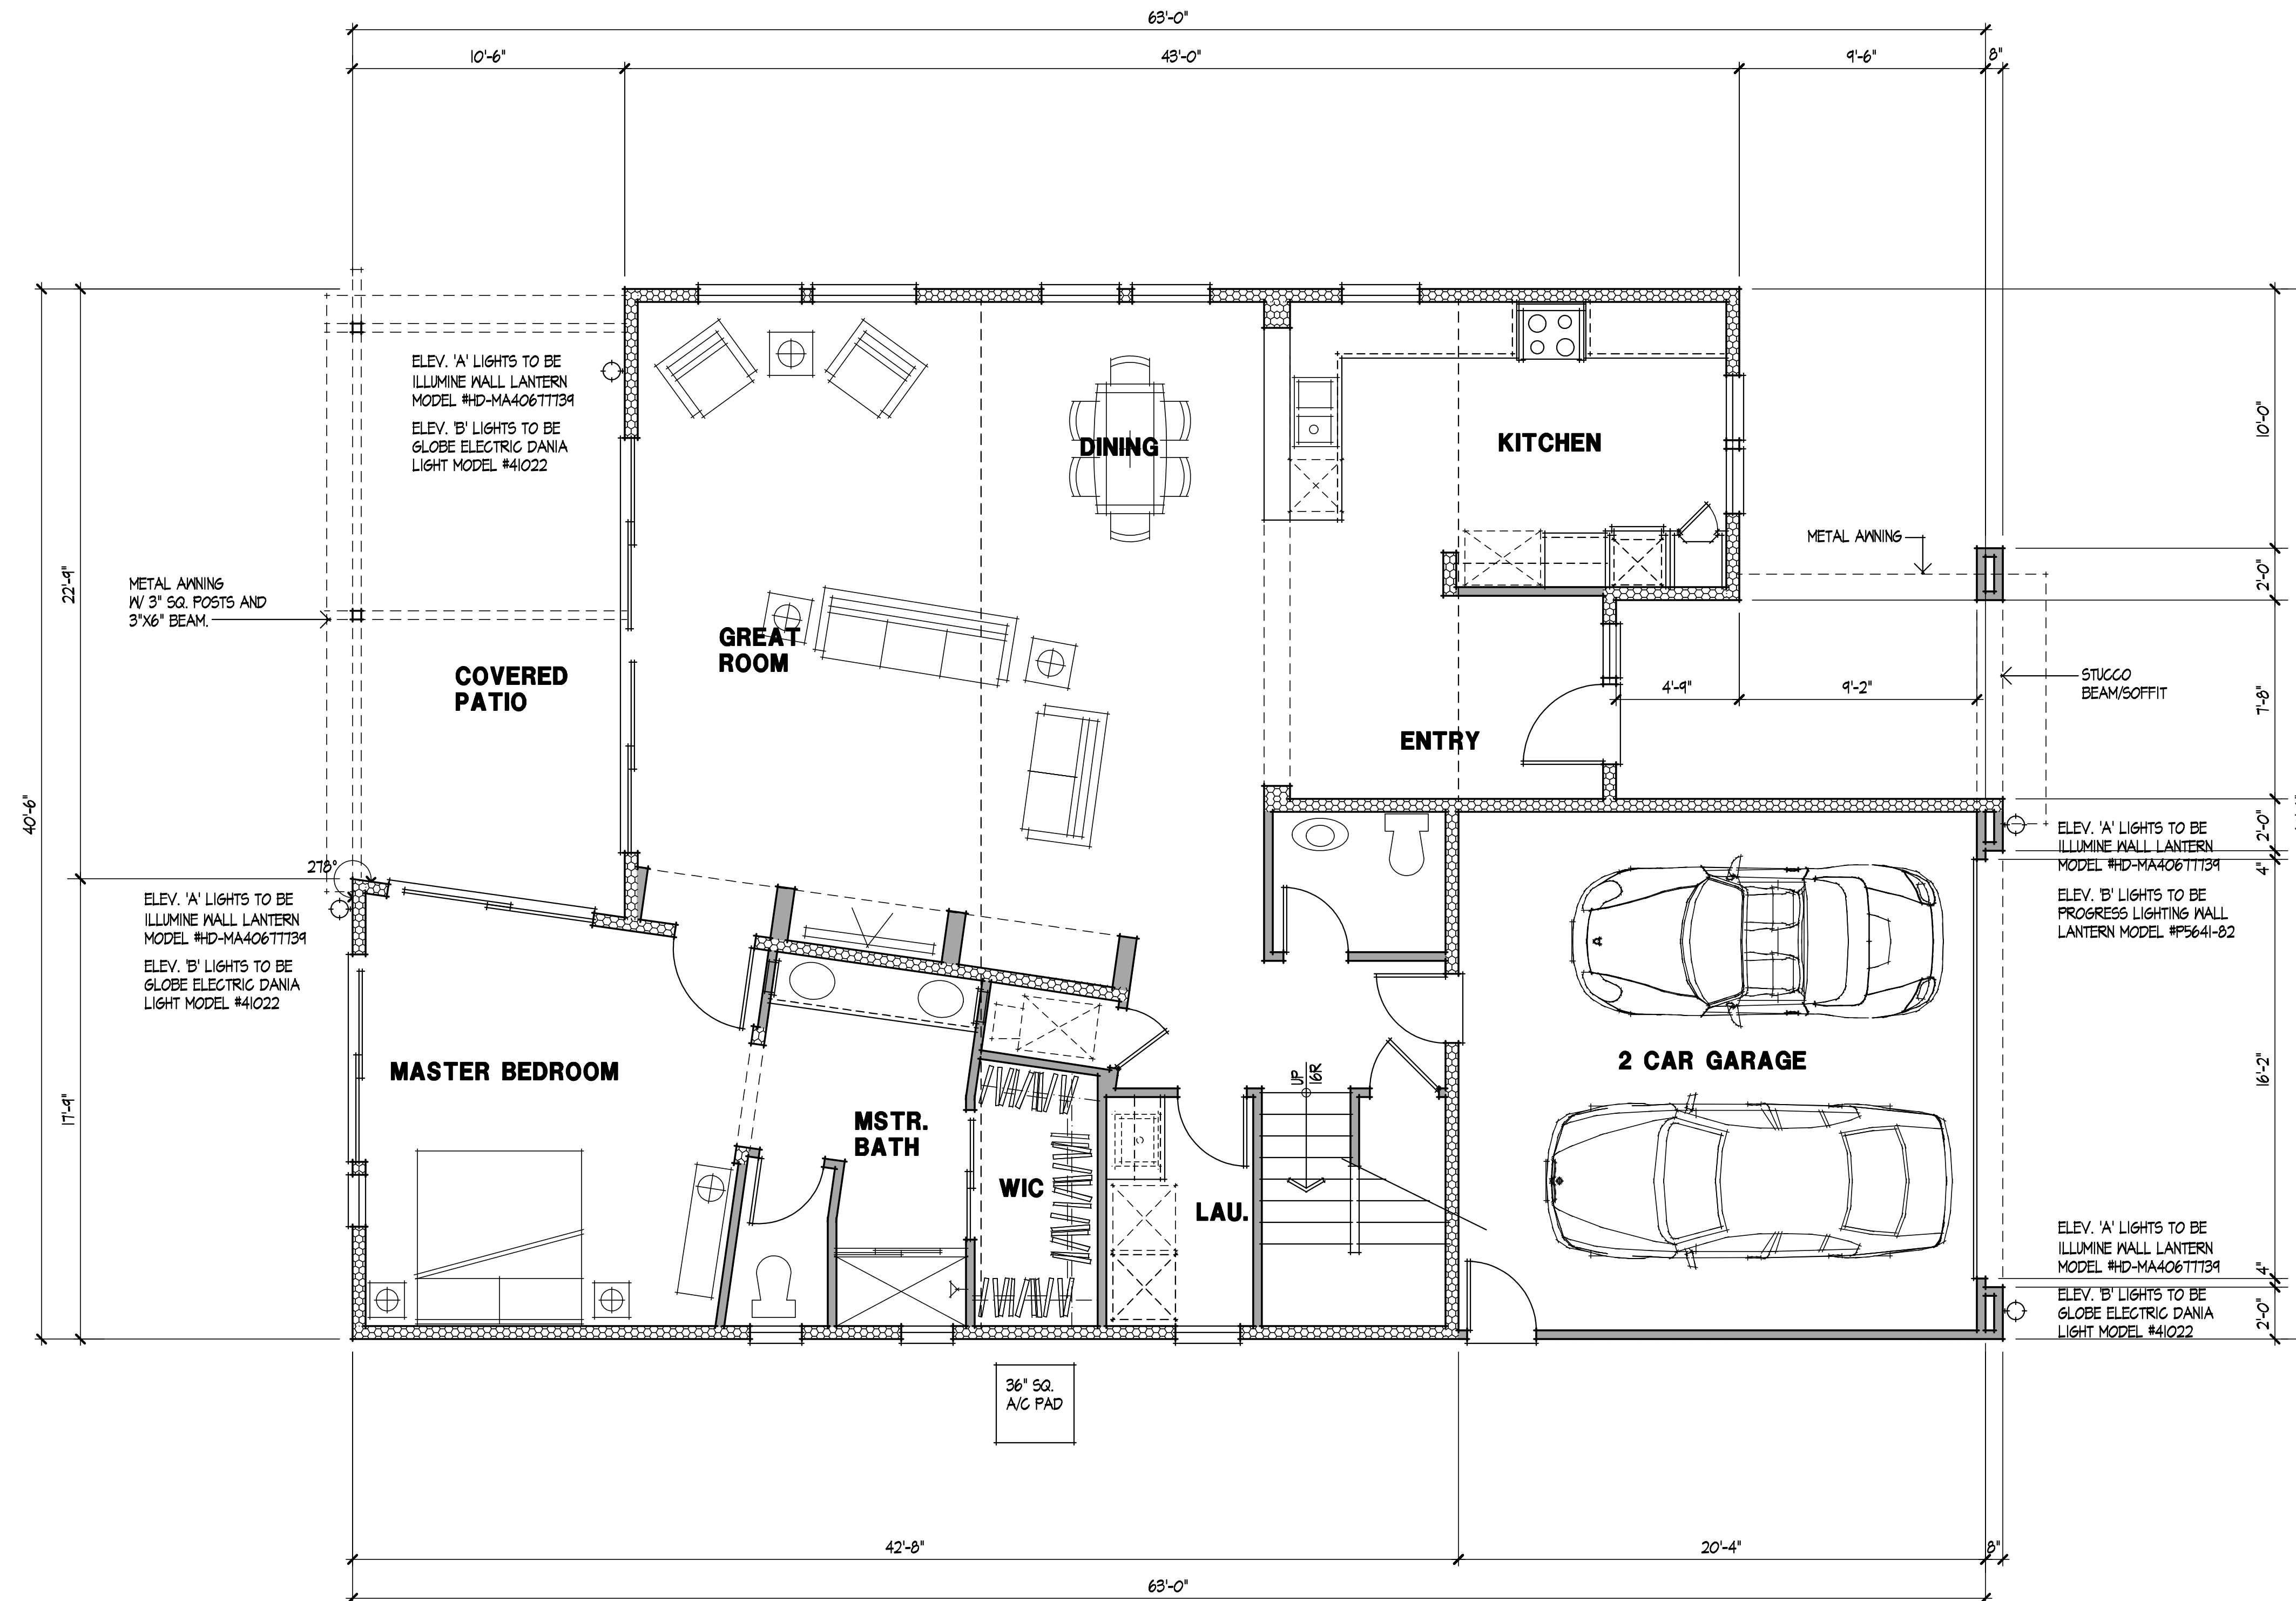 63'-0"
10'-6"
43'-0"
9'-6"
8"
ELEV. 'A' LIGHTS TO BE
ILLUMINE WALL LANTERN
MODEL #HD-MA40677739
ELEV. 'B' LIGHTS TO BE
GLOBE ELECTRIC DANIA
LIGHT MODEL #41022
DINING
KITCHEN
10'-0"
METAL AWNING
2'-0"
22'-9"
METAL AWNING
W/ 3" SQ. POSTS AND
3"X6" BEAM.
GREAT
ROOM
COVERED
PATIO
4'-9"
9'-2"
STUCCO
BEAM/SOFFIT
7'-8"
ENTRY
40'-6"
278°
ELEV. 'A' LIGHTS TO BE
ILLUMINE WALL LANTERN
MODEL #HD-MA40677739
ELEV. 'B' LIGHTS TO BE
GLOBE ELECTRIC DANIA
LIGHT MODEL #41022
2'-0"
4"
ELEV. 'A' LIGHTS TO BE
ILLUMINE WALL LANTERN
MODEL #HD-MA40677739
ELEV. 'B' LIGHTS TO BE
PROGRESS LIGHTING WALL
LANTERN MODEL #P5641-82
MASTER BEDROOM
2 CAR GARAGE
UP
16R
17'-9"
16'-2"
MSTR.
BATH
WIC
LAU.
ELEV. 'A' LIGHTS TO BE
ILLUMINE WALL LANTERN
MODEL #HD-MA40677739
ELEV. 'B' LIGHTS TO BE
GLOBE ELECTRIC DANIA
LIGHT MODEL #41022
4"
2'-0"
36" SQ.
A/C PAD
42'-8"
20'-4"
8"
63'-0"